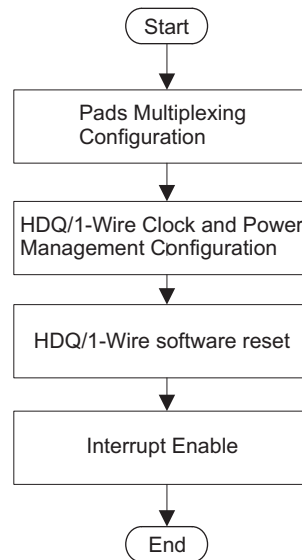 Start
Pads Multiplexing
Configuration
HDQ/1-Wire Clock and Power
Management Configuration
HDQ/1-Wire software reset
Interrupt Enable
End